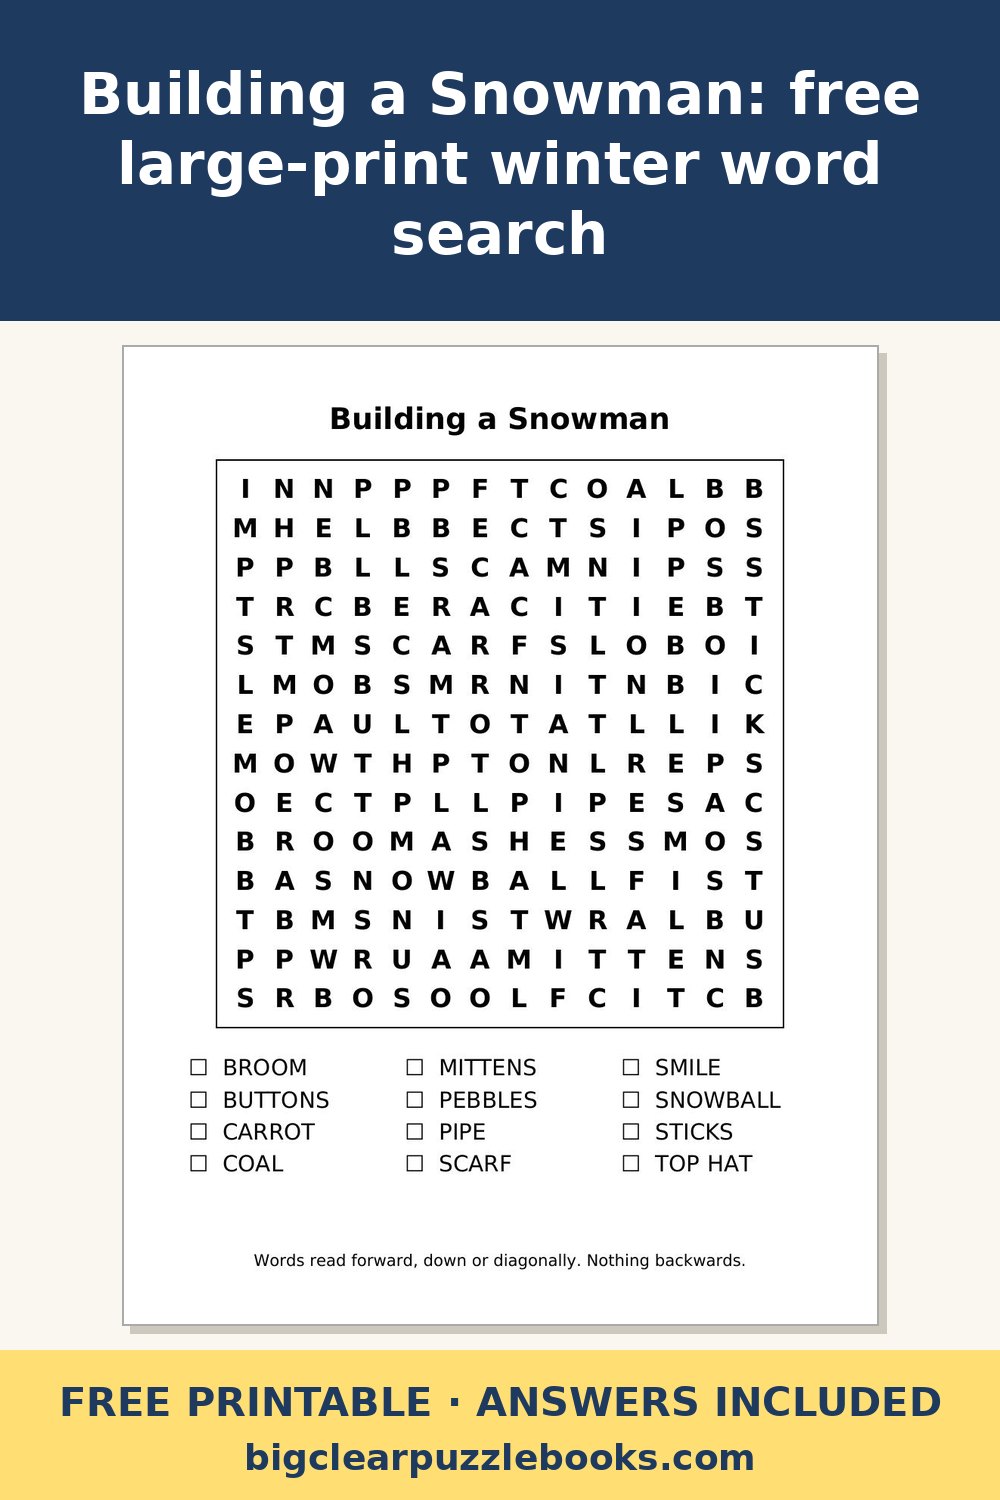 Building a Snowman: free
large-print winter word
search
Building a Snowman
I N N P P P F T C O A L B B
M H E L B B E C T S I P O S
P P B L L S C A M N I P S S
T R C B E R A C I T I E B T
S T M S C A R F S L O B O I
L M O B S M R N I T N B I C
E P A U L T O T A T L L I K
M O W T H P T O N L R E P S
O E C T P L L P I P E S A C
B R O O M A S H E S S M O S
B A S N O W B A L L F I S T
T B M S N I S T W R A L B U
P P W R U A A M I T T E N S
S R B O S O O L F C I T C B
☐ BROOM ☐ MITTENS ☐ SMILE
☐ BUTTONS ☐ PEBBLES ☐ SNOWBALL
☐ CARROT ☐ PIPE ☐ STICKS
☐ COAL ☐ SCARF ☐ TOP HAT
Words read forward, down or diagonally. Nothing backwards.
FREE PRINTABLE · ANSWERS INCLUDED
bigclearpuzzlebooks.com